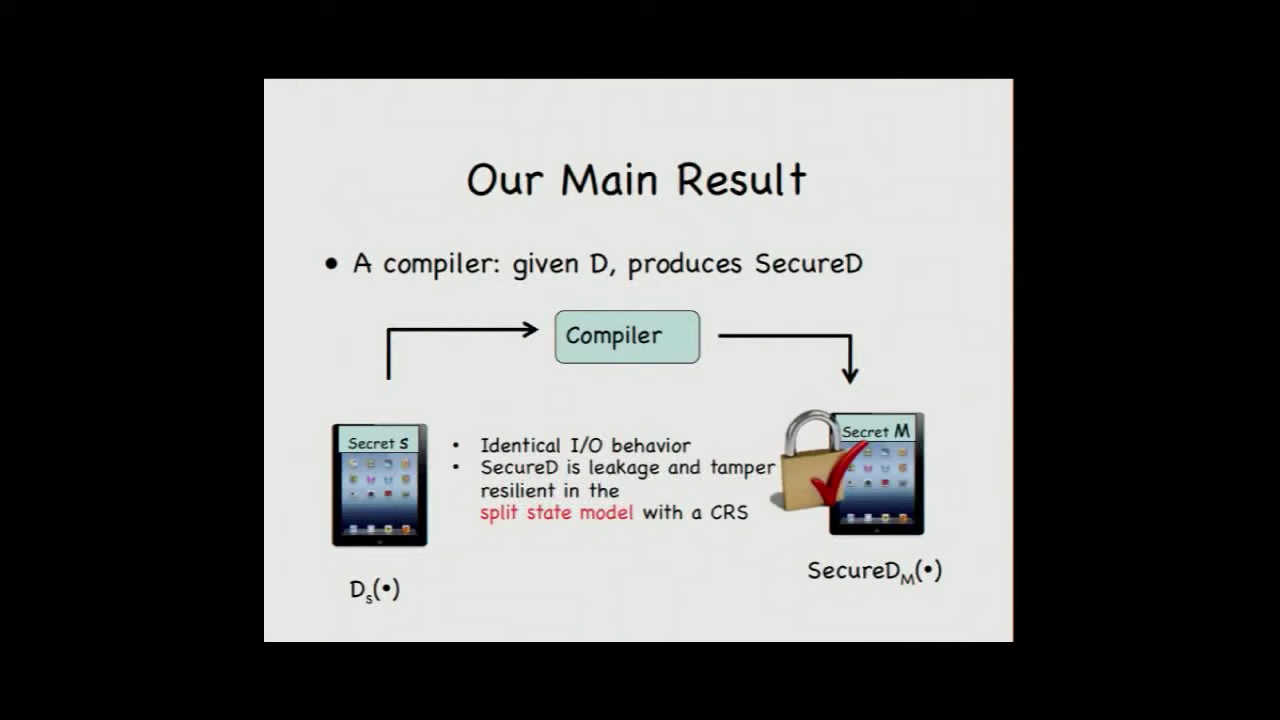 Our Main Result
• A compiler: given D, produces SecureD
Compiler
Secret s
• Identical I/O behavior
• SecureD is leakage and tamper
resilient in the
split state model with a CRS
Secret M
Ds(•)
SecureDM(•)